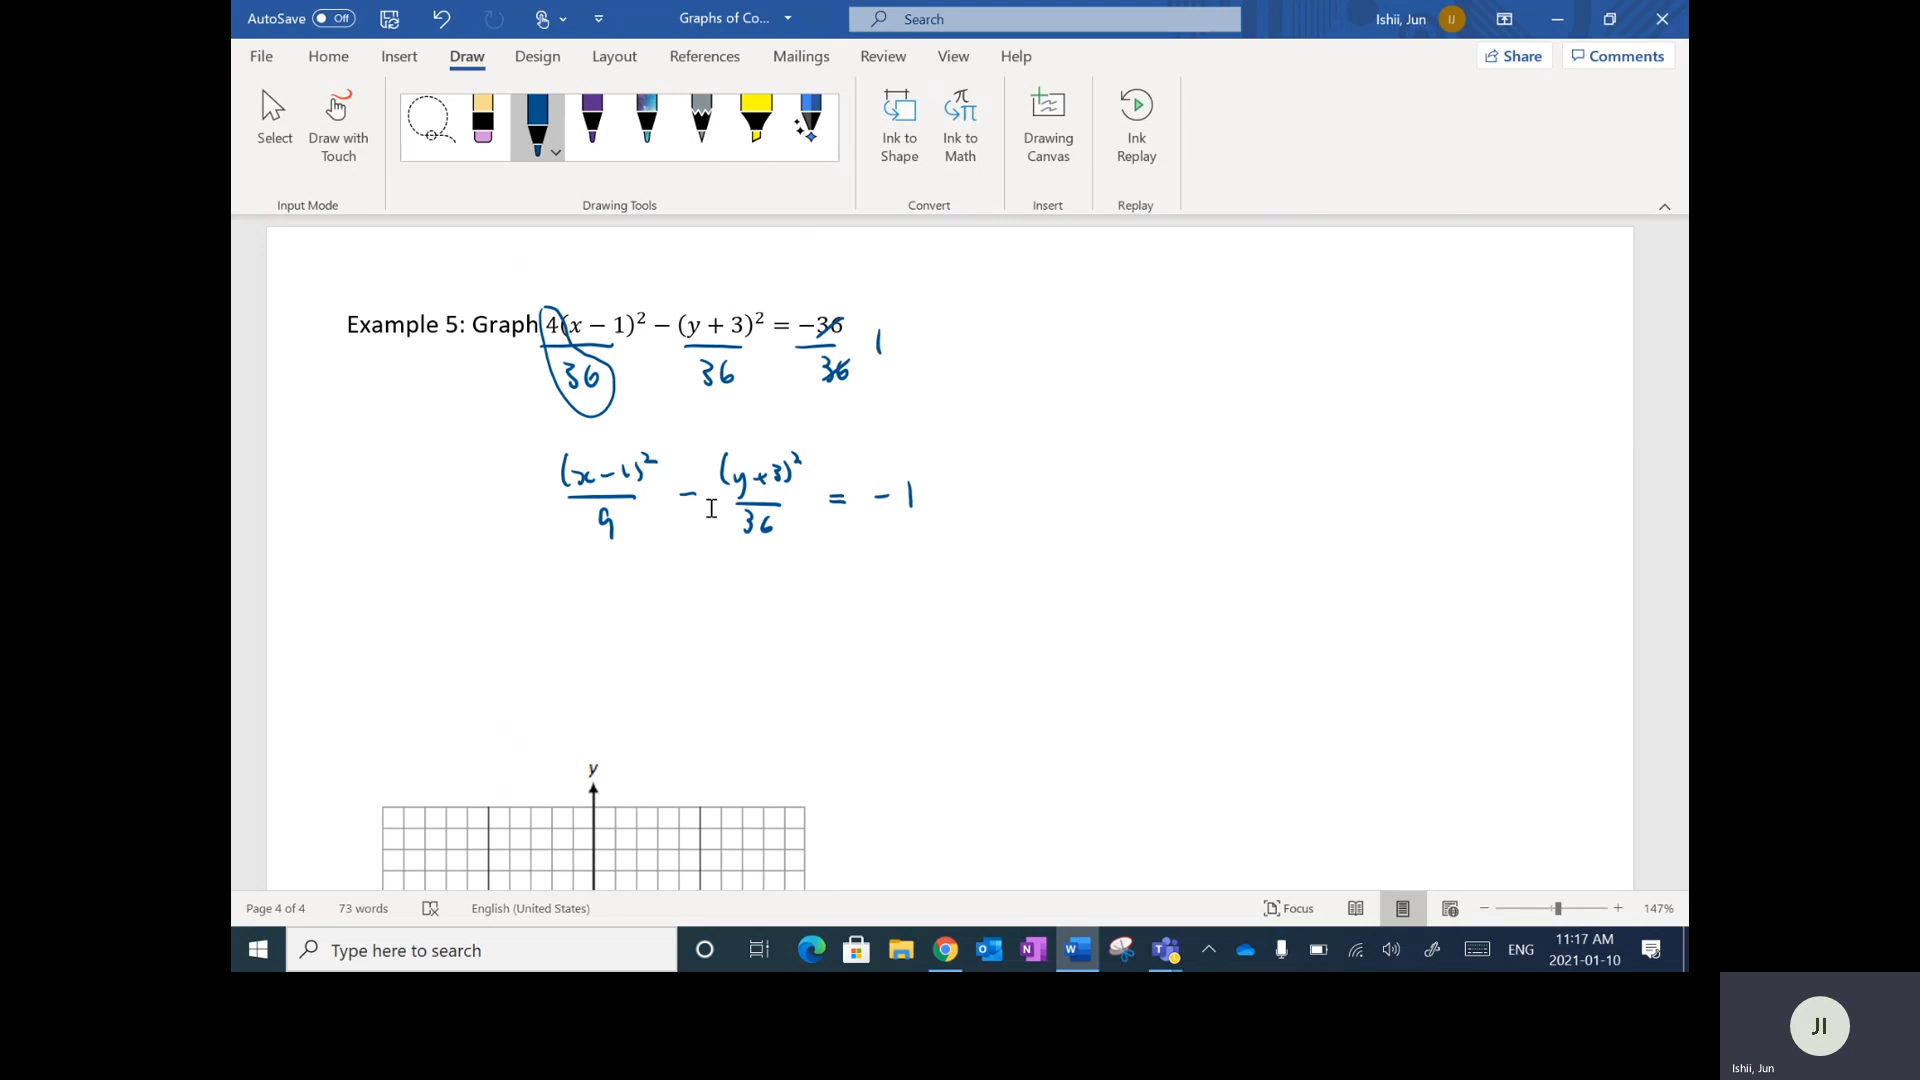 AutoSave Off Graphs of Co... Search Ishii, Jun IJ
File Home Insert Draw Design Layout References Mailings Review View Help Share Comments
Select Draw with Touch Ink to Shape Ink to Math Drawing Canvas Ink Replay
Input Mode Drawing Tools Convert Insert Replay
Example 5: Graph 4(x − 1)² − (y + 3)² = −36
36 36 36 1
(x-1)² / 9 - (y+3)² / 36 = -1
y
Page 4 of 4 73 words English (United States) Focus 147%
Type here to search ENG 11:17 AM
2021-01-10
JI
Ishii, Jun